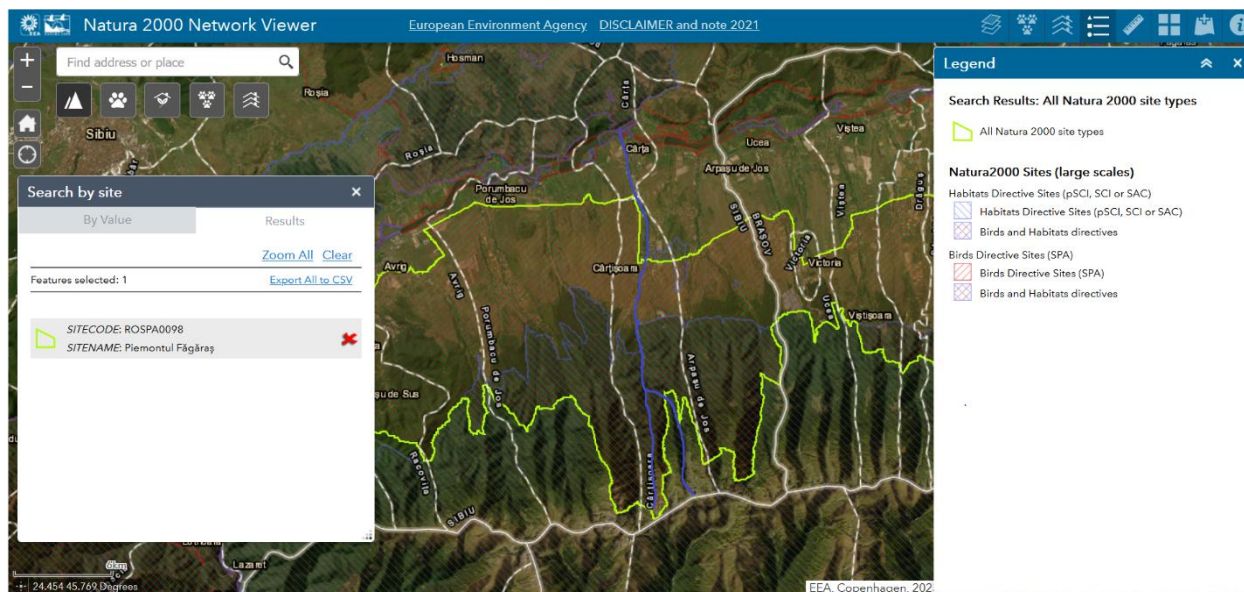 Natura 2000 Network Viewer
European Environment Agency DISCLAIMER and note 2021
Find address or place
Legend
Search Results: All Natura 2000 site types
All Natura 2000 site types
Natura2000 Sites (large scales)
Habitats Directive Sites (pSCI, SCI or SAC)
Habitats Directive Sites (pSCI, SCI or SAC)
Birds and Habitats directives
Birds Directive Sites (SPA)
Birds Directive Sites (SPA)
Birds and Habitats directives
Search by site
By Value Results
Zoom All Clear
Features selected: 1 Export All to CSV
SITECODE: ROSPA0098
SITENAME: Piemontul Făgăraș
Hosman
Roșia
Sibiu
Cârța
Roșia
Cârța
Ucea
Viștea
Arpașu de Jos
Porumbacu
de Jos
Viștea
Drăguș
SIBIU
BRAȘOV
Avrig
Cârțișoara
Victoria
Victoria
Avrig
Porumbacu de Jos
Ucea
Viștișoara
Arpașu de Jos
șu de Sus
Racovița
Cârțișoara
SIBIU
Lazaret
6km
24.454 45.769 Degrees
EEA, Copenhagen, 202